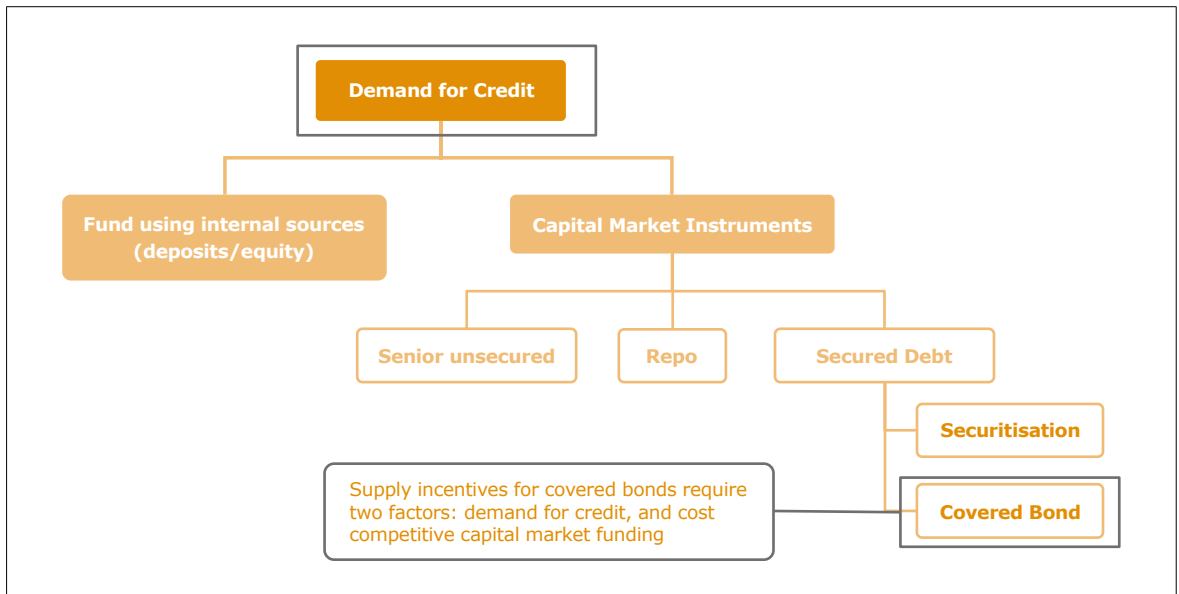 Demand for Credit
Fund using internal sources
(deposits/equity)
Capital Market Instruments
Senior unsecured
Repo
Secured Debt
Securitisation
Supply incentives for covered bonds require
two factors: demand for credit, and cost
competitive capital market funding
Covered Bond